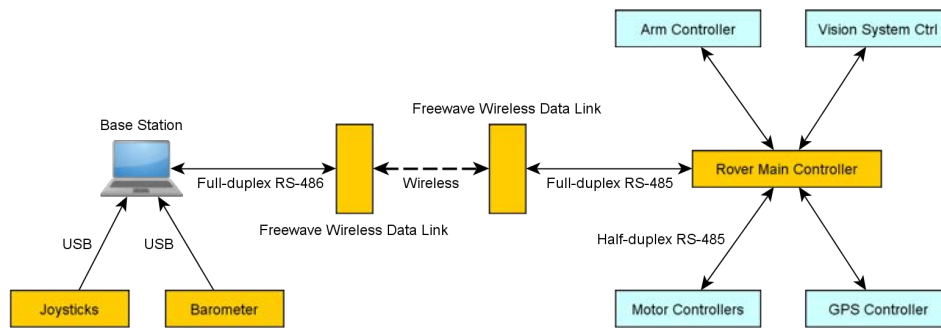 Arm Controller
Vision System Ctrl
Freewave Wireless Data Link
Base Station
Full-duplex RS-486
Wireless
Full-duplex RS-485
Rover Main Controller
Freewave Wireless Data Link
USB
USB
Half-duplex RS-485
Joysticks
Barometer
Motor Controllers
GPS Controller